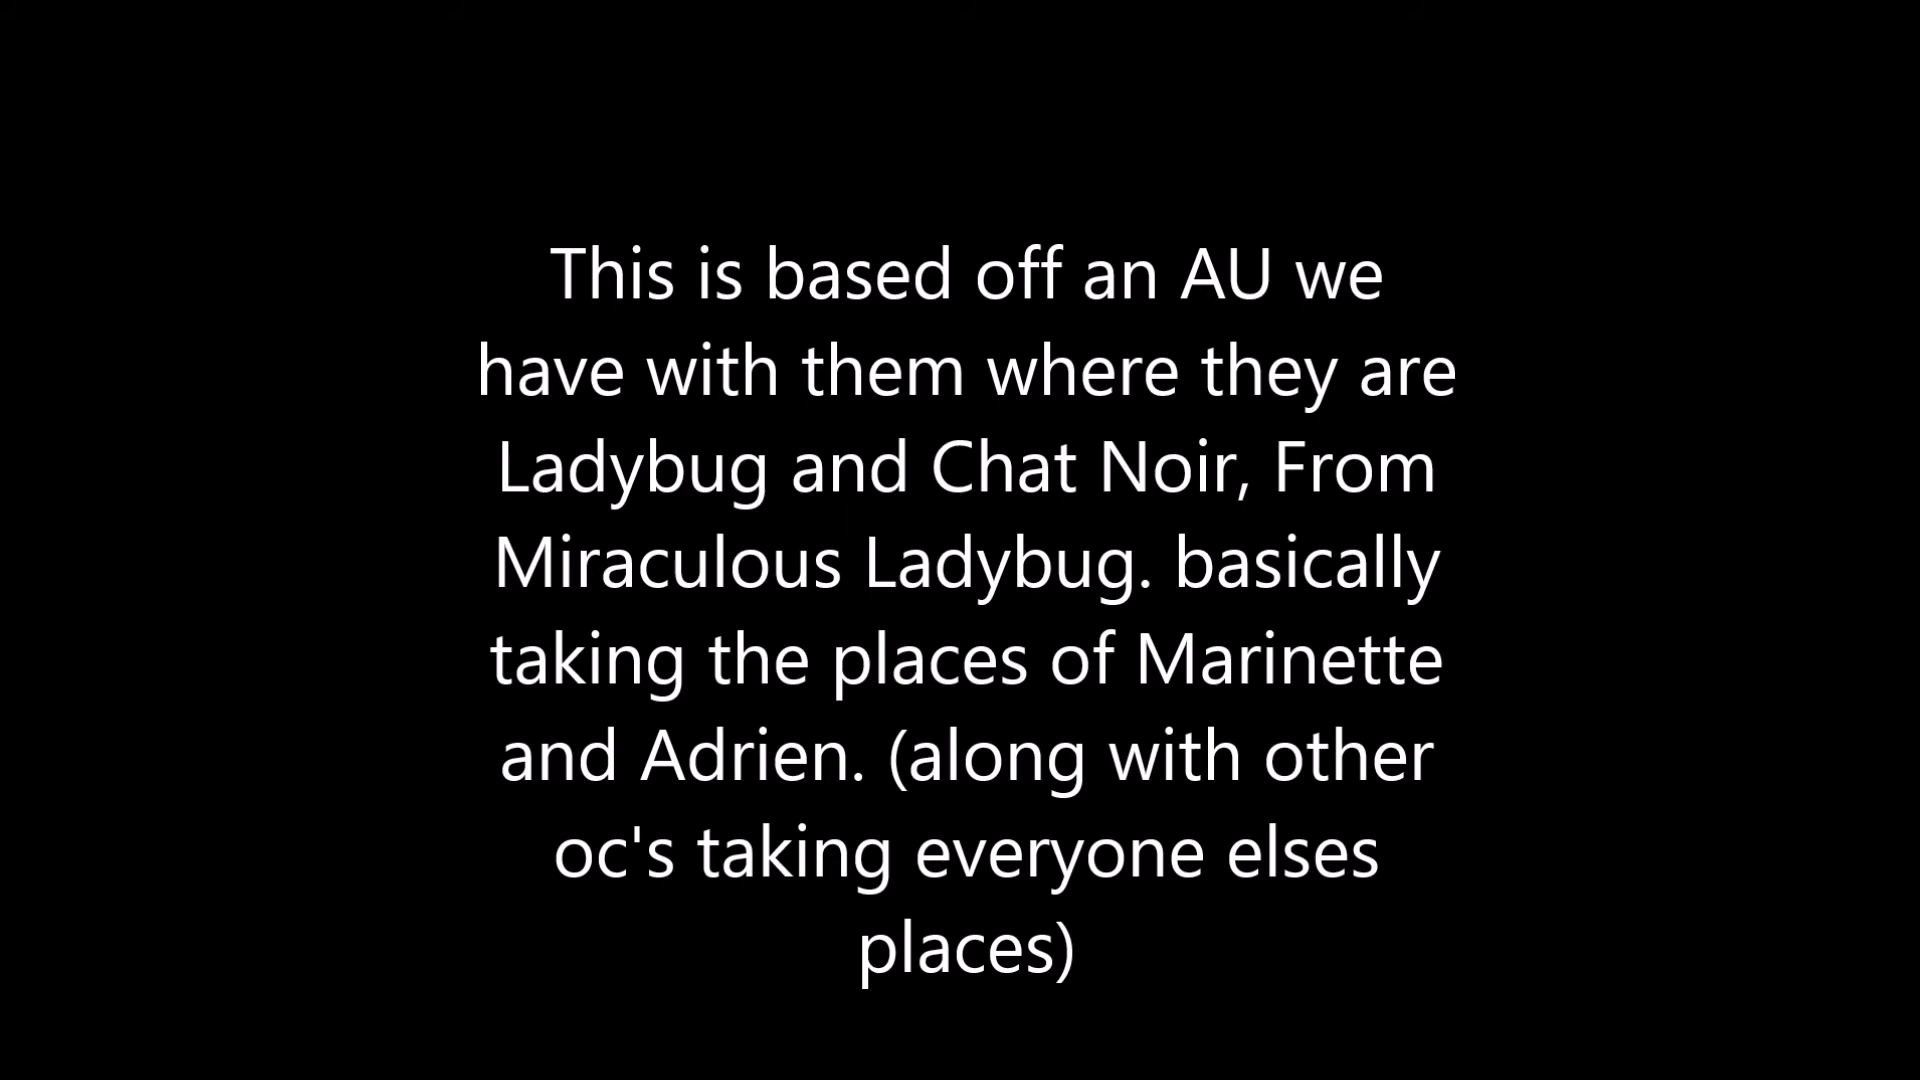 This is based off an AU we
have with them where they are
Ladybug and Chat Noir, From
Miraculous Ladybug. basically
taking the places of Marinette
and Adrien. (along with other
oc's taking everyone elses
places)